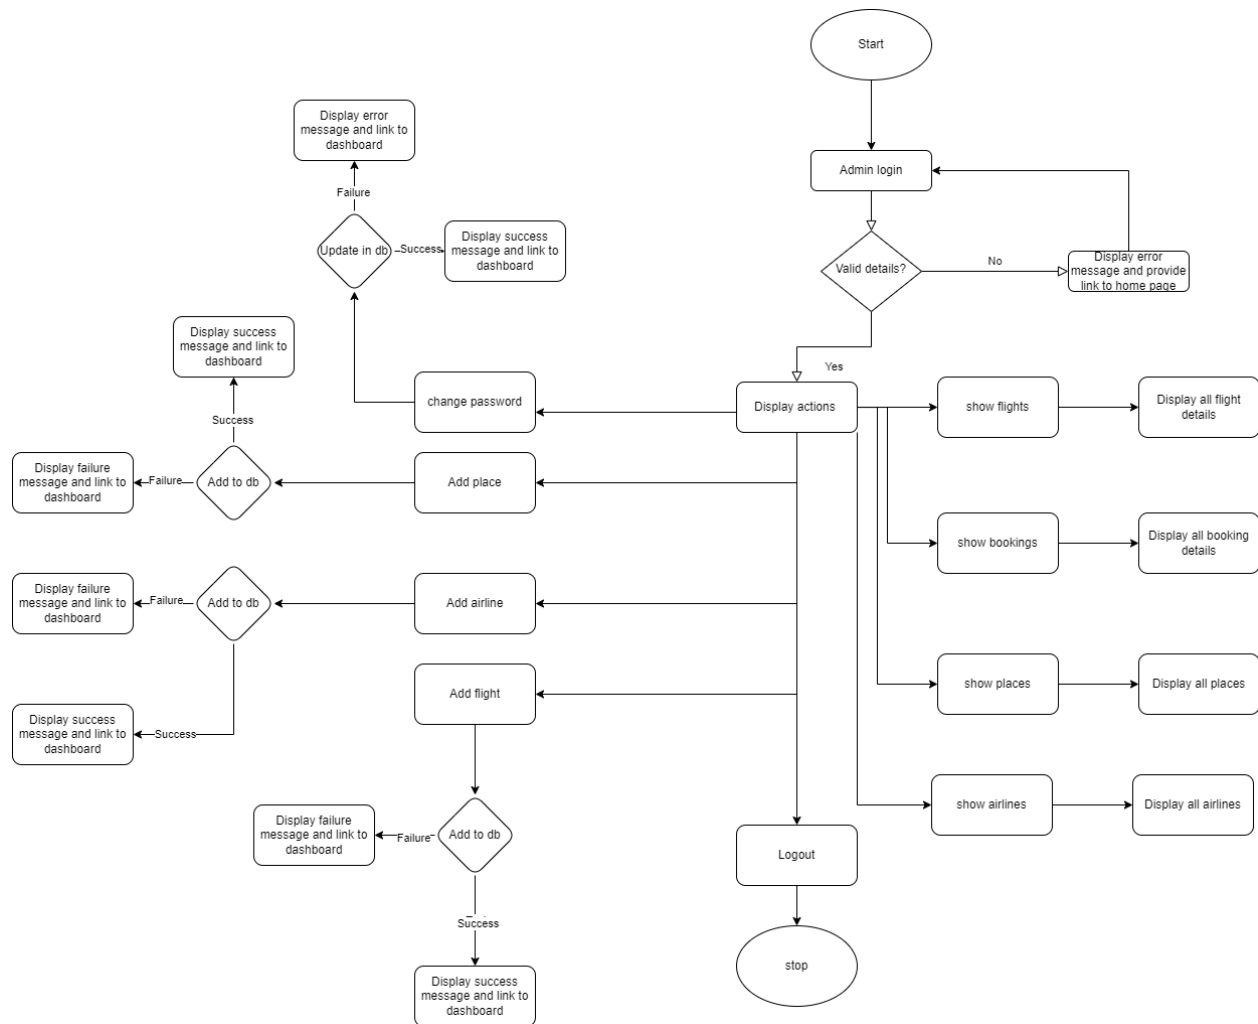 Start
Admin login
Valid details?
No
Display error
message and provide
link to home page
Yes
Display actions
Display error
message and link to
dashboard
Failure
Update in db
Success
Display success
message and link to
dashboard
change password
Display success
message and link to
dashboard
Success
Display failure
message and link to
dashboard
Failure
Add to db
Add place
Display failure
message and link to
dashboard
Failure
Add to db
Add airline
Display success
message and link to
dashboard
Success
Add flight
Display failure
message and link to
dashboard
Failure
Add to db
Success
Display success
message and link to
dashboard
show flights
Display all flight
details
show bookings
Display all booking
details
show places
Display all places
show airlines
Display all airlines
Logout
stop